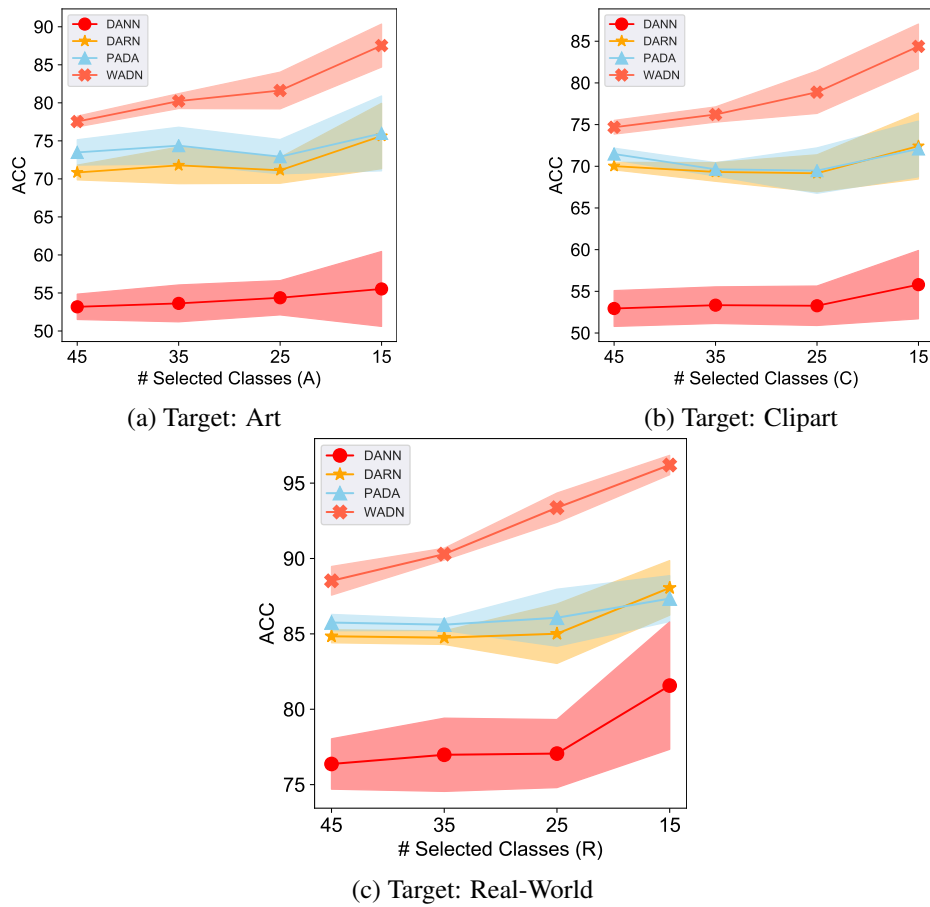 DANN
DARN
PADA
WADN
90
85
80
75
70
65
60
55
50
ACC
45 35 25 15
# Selected Classes (A)
(a) Target: Art
DANN
DARN
PADA
WADN
85
80
75
70
65
60
55
50
ACC
45 35 25 15
# Selected Classes (C)
(b) Target: Clipart
DANN
DARN
PADA
WADN
95
90
85
80
75
ACC
45 35 25 15
# Selected Classes (R)
(c) Target: Real-World